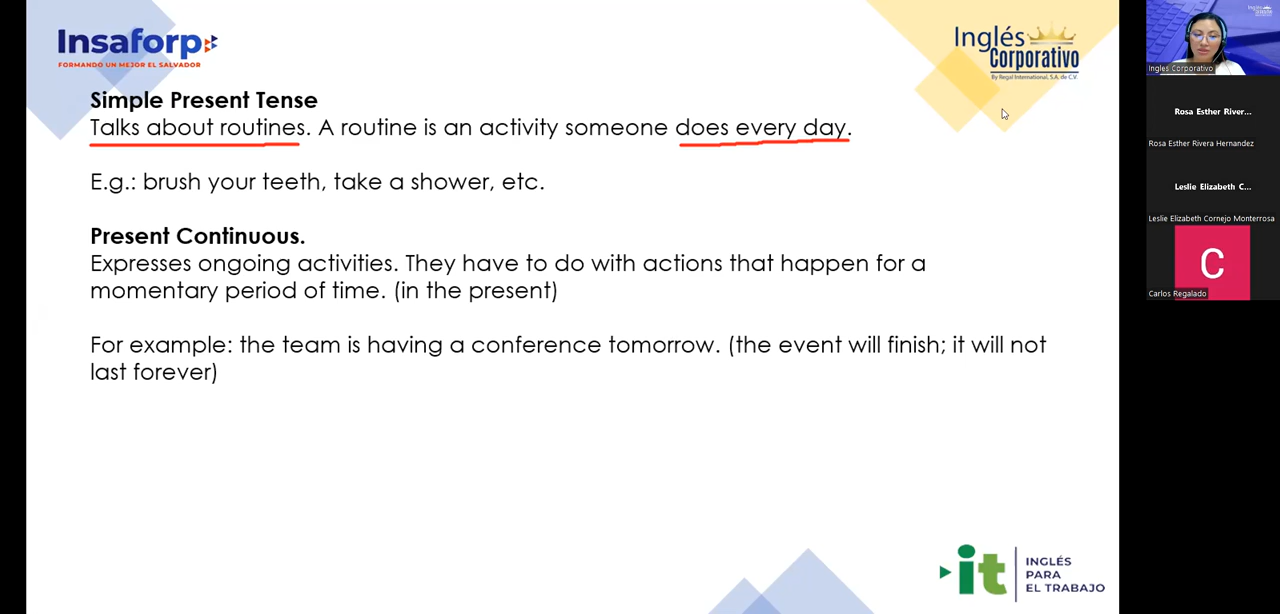 Insaforp
FORMANDO UN MEJOR EL SALVADOR
Inglés
Corporativo
By Regal International, S.A. de C.V.
Simple Present Tense
Talks about routines. A routine is an activity someone does every day.
E.g.: brush your teeth, take a shower, etc.
Present Continuous.
Expresses ongoing activities. They have to do with actions that happen for a
momentary period of time. (in the present)
For example: the team is having a conference tomorrow. (the event will finish; it will not
last forever)
it
INGLÉS
PARA
EL TRABAJO
Ingles Corporativo
Rosa Esther River...
Rosa Esther Rivera Hernandez
Leslie Elizabeth C...
Leslie Elizabeth Cornejo Monterrosa
C
Carlos Regalado